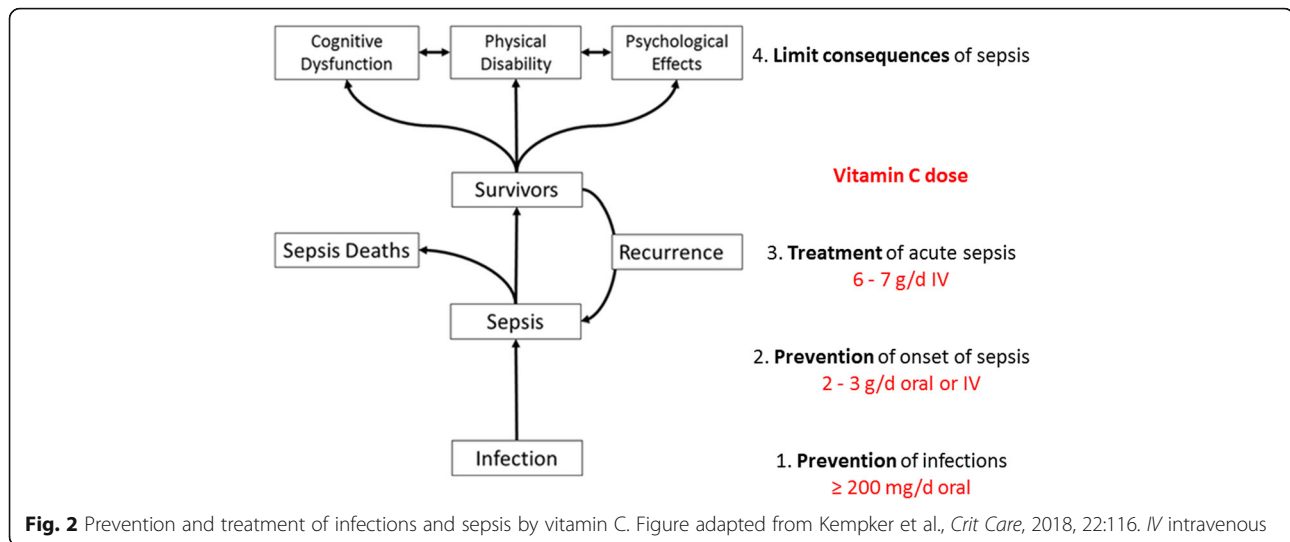 Cognitive
Dysfunction
Physical
Disability
Psychological
Effects
4. Limit consequences of sepsis
Survivors
Vitamin C dose
Sepsis Deaths
Recurrence
3. Treatment of acute sepsis
6 - 7 g/d IV
Sepsis
2. Prevention of onset of sepsis
2 - 3 g/d oral or IV
Infection
1. Prevention of infections
≥ 200 mg/d oral
Fig. 2 Prevention and treatment of infections and sepsis by vitamin C. Figure adapted from Kempker et al., Crit Care, 2018, 22:116. IV intravenous